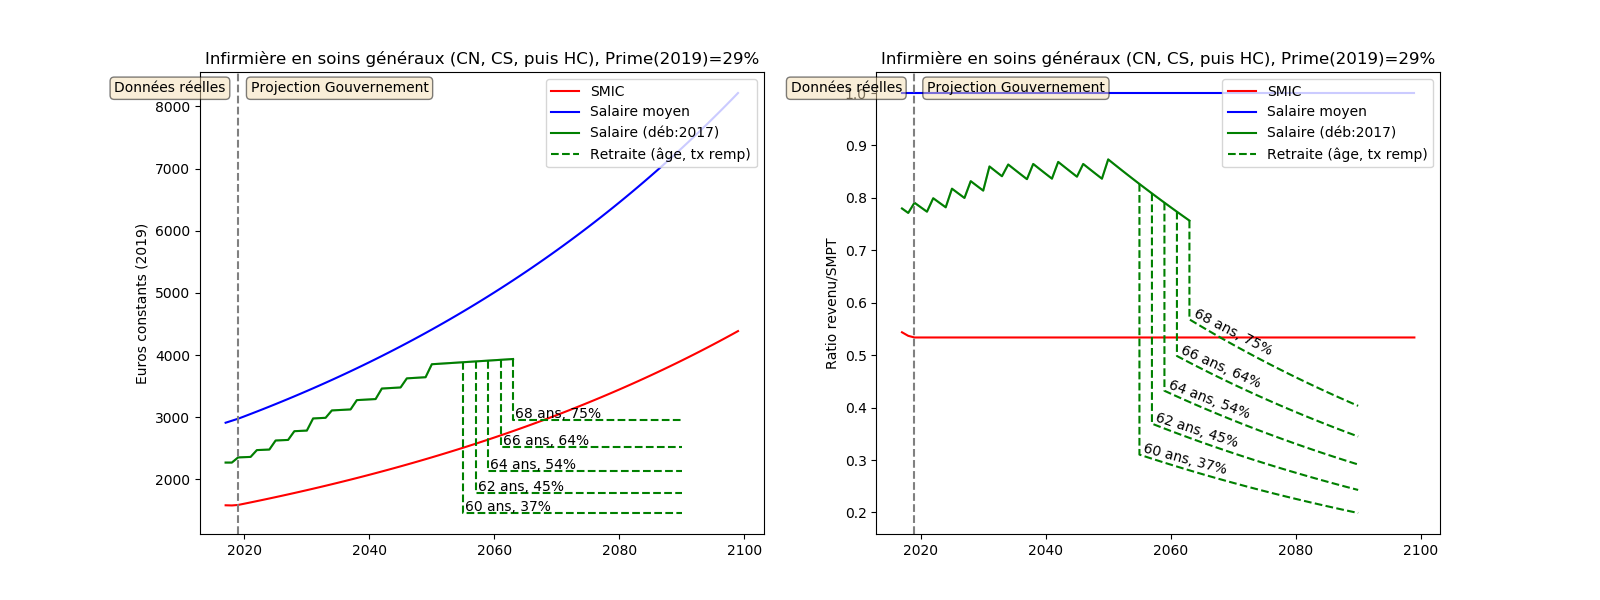 Infirmière en soins généraux (CN, CS, puis HC), Prime(2019)=29%
Données réelles
Projection Gouvernement
SMIC
Salaire moyen
Salaire (déb:2017)
Retraite (âge, tx remp)
Euros constants (2019)
8000
7000
6000
5000
4000
3000
2000
68 ans, 75%
66 ans, 64%
64 ans, 54%
62 ans, 45%
60 ans, 37%
2020 2040 2060 2080 2100
Infirmière en soins généraux (CN, CS, puis HC), Prime(2019)=29%
Données réelles
Projection Gouvernement
SMIC
Salaire moyen
Salaire (déb:2017)
Retraite (âge, tx remp)
Ratio revenu/SMPT
1.0
0.9
0.8
0.7
0.6
0.5
0.4
0.3
0.2
68 ans, 75%
66 ans, 64%
64 ans, 54%
62 ans, 45%
60 ans, 37%
2020 2040 2060 2080 2100